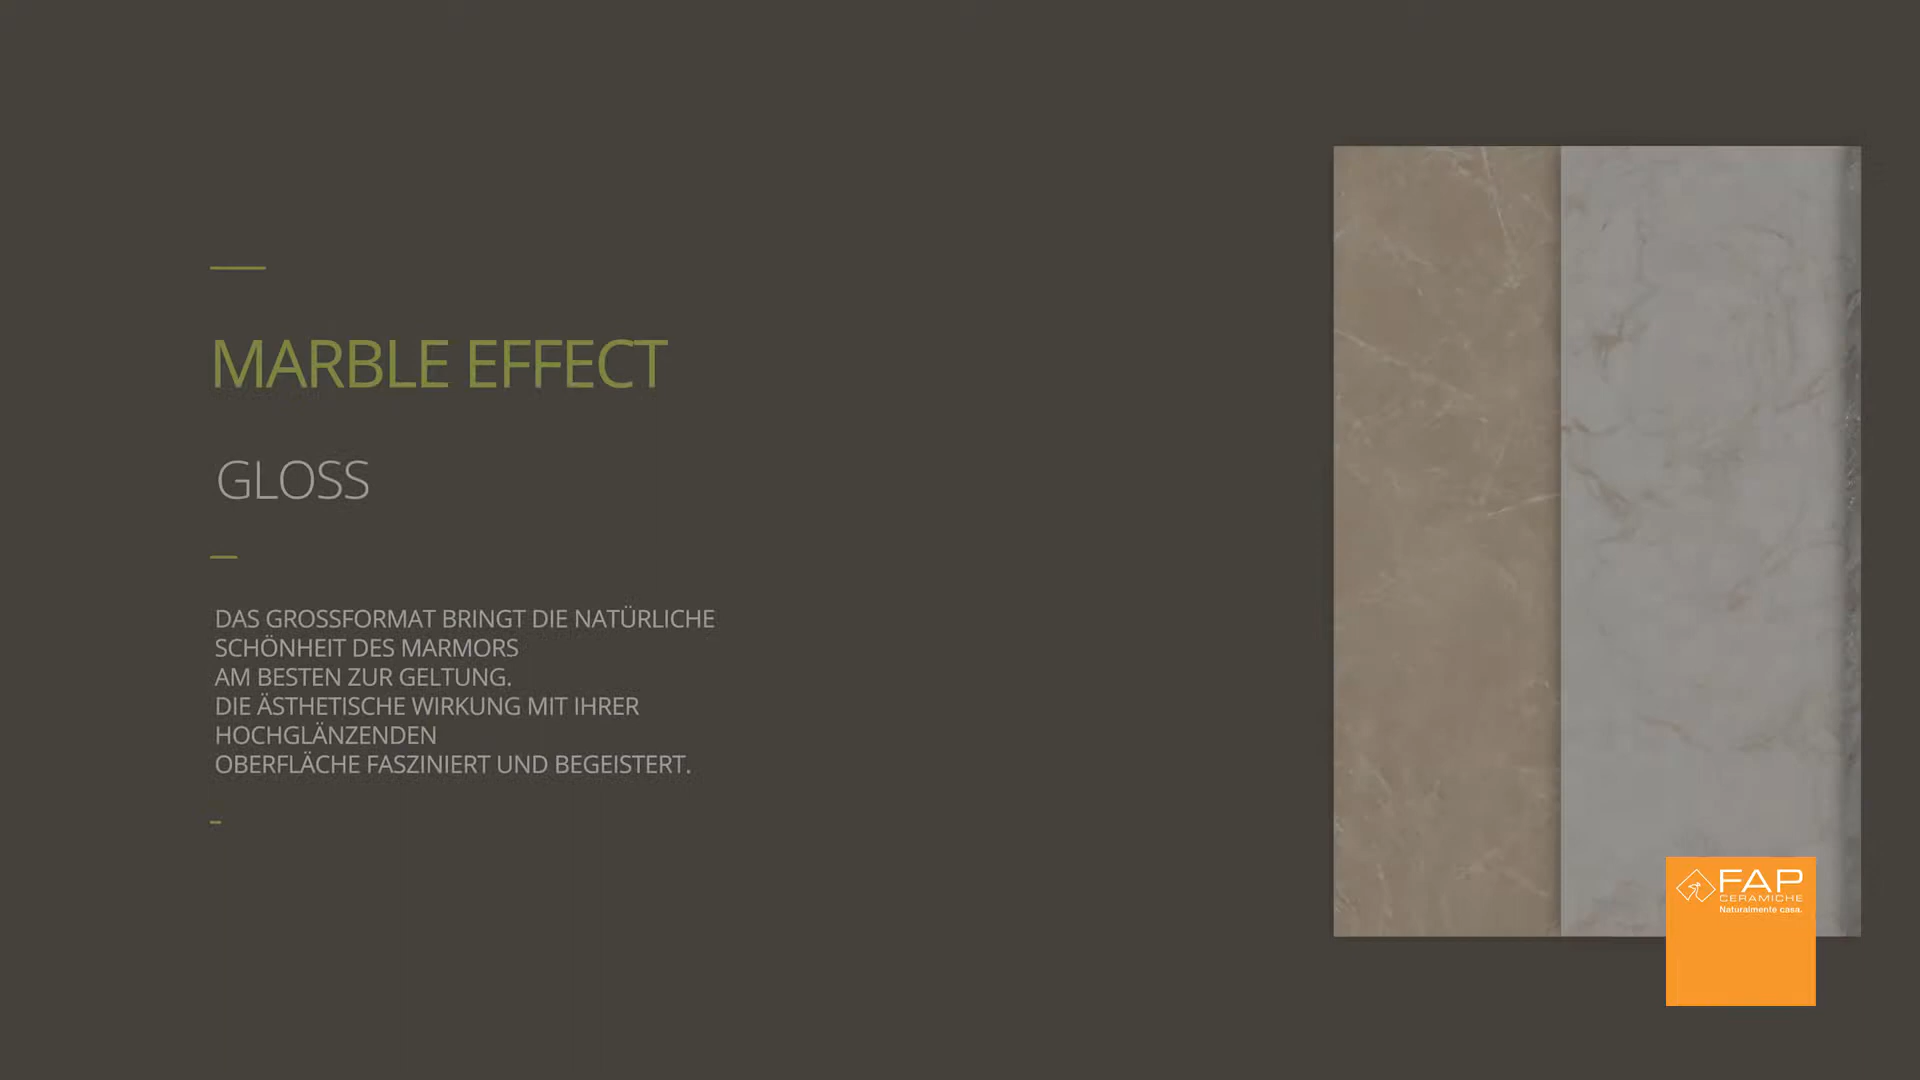 MARBLE EFFECT
GLOSS
DAS GROSSFORMAT BRINGT DIE NATÜRLICHE
SCHÖNHEIT DES MARMORS
AM BESTEN ZUR GELTUNG.
DIE ÄSTHETISCHE WIRKUNG MIT IHRER
HOCHGLÄNZENDEN
OBERFLÄCHE FASZINIERT UND BEGEISTERT.
FAP
CERAMICHE
Naturalmente casa.